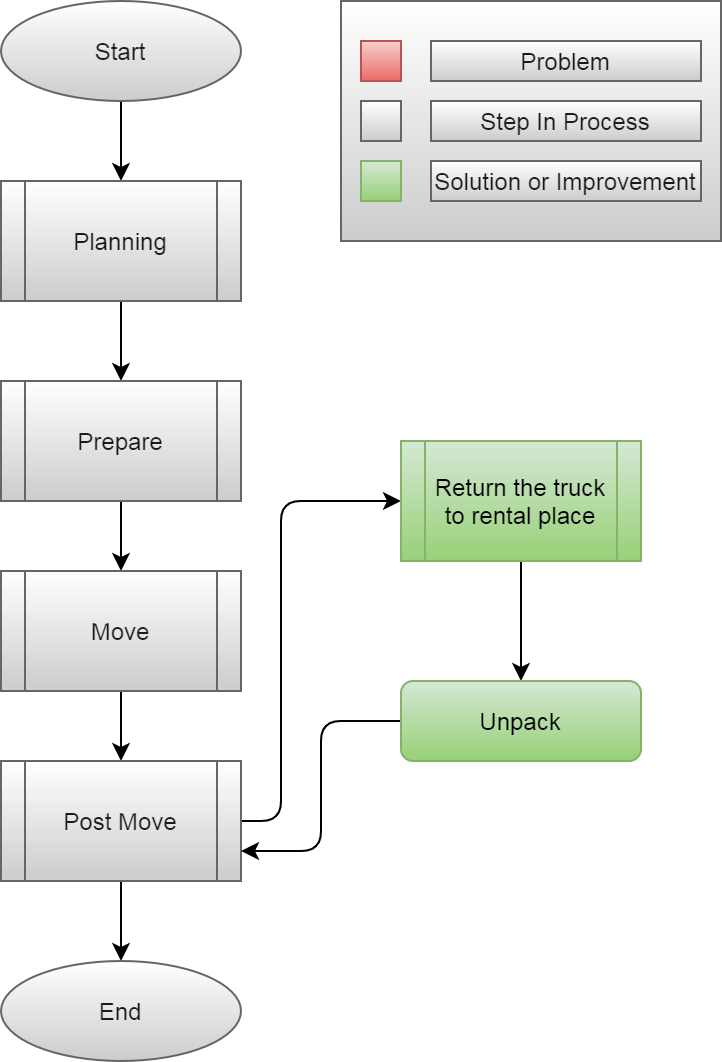 Start
Problem
Step In Process
Solution or Improvement
Planning
Prepare
Return the truck
to rental place
Move
Unpack
Post Move
End